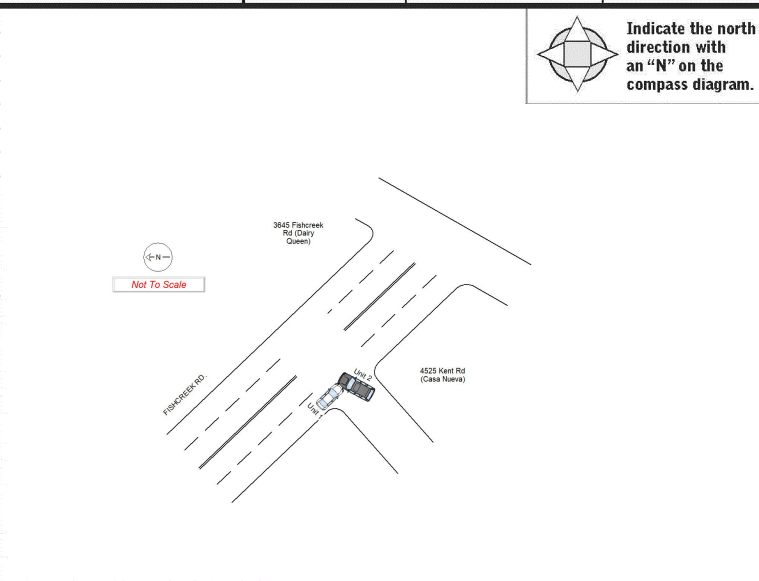 Indicate the north
direction with
an “N” on the
compass diagram.
3645 Fishcreek
Rd (Dairy
Queen)
N
Not To Scale
FISHCREEK RD.
Unit 2
Unit
4525 Kent Rd
(Casa Nueva)